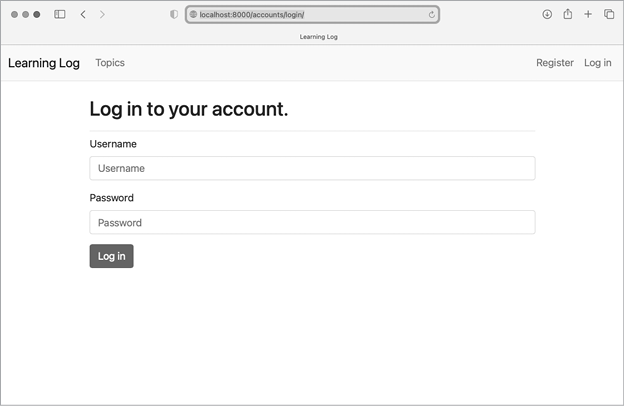 localhost:8000/accounts/login/
Learning Log
Learning Log Topics Register Log in
Log in to your account.
Username
Username
Password
Password
Log in